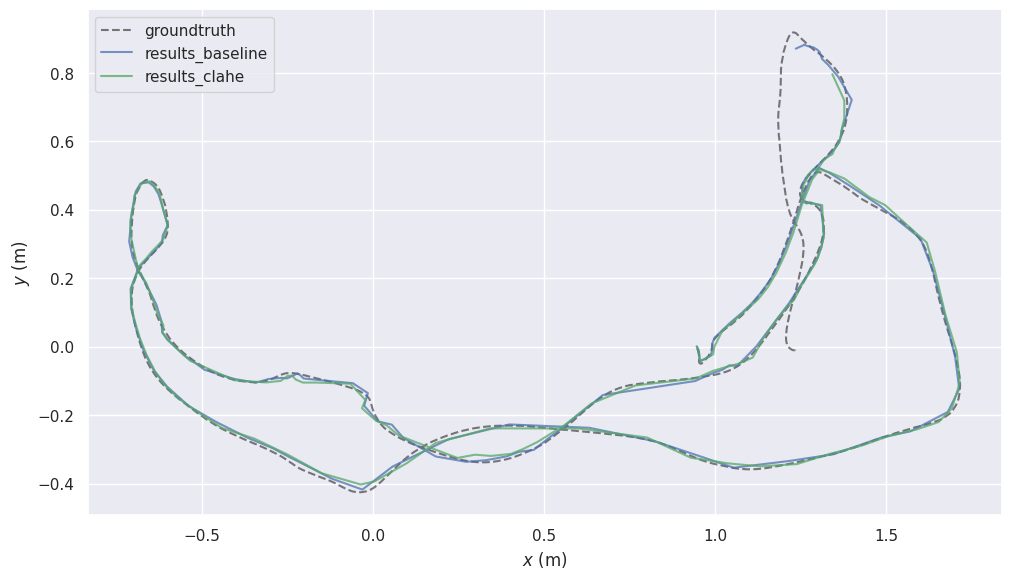 groundtruth
results_baseline
results_clahe
0.8
0.6
0.4
0.2
0.0
−0.2
−0.4
y (m)
−0.5
0.0
0.5
1.0
1.5
x (m)